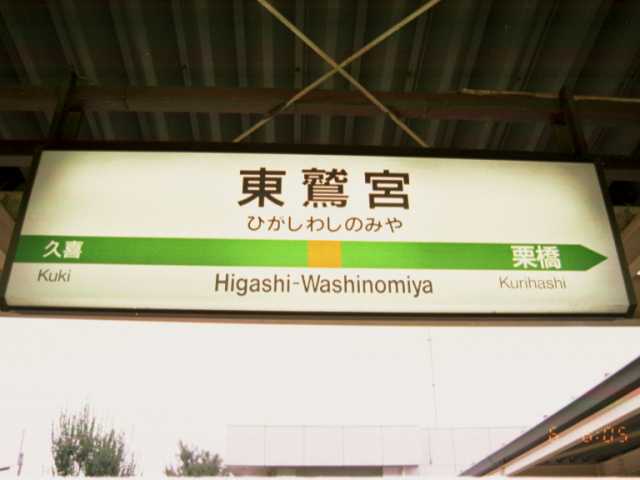 東鷲宮
ひがしわしのみや
久喜
栗橋
Kuki
Higashi-Washinomiya
Kurihashi